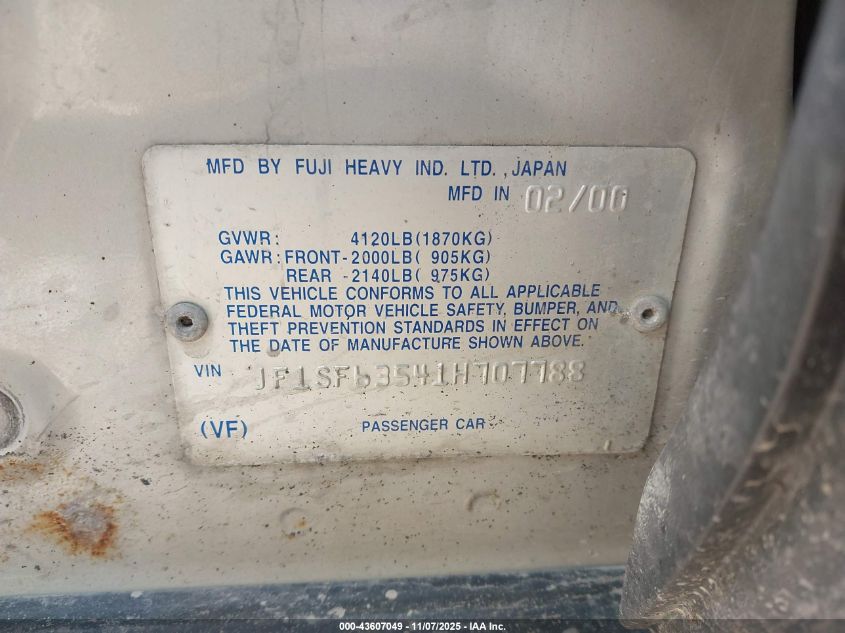 MFD BY FUJI HEAVY IND. LTD. ,JAPAN
MFD IN 02/00
GVWR: 4120LB(1870KG)
GAWR: FRONT-2000LB( 905KG)
REAR -2140LB( 975KG)
THIS VEHICLE CONFORMS TO ALL APPLICABLE
FEDERAL MOTOR VEHICLE SAFETY, BUMPER, AND
THEFT PREVENTION STANDARDS IN EFFECT ON
THE DATE OF MANUFACTURE SHOWN ABOVE.
VIN JF1SF63541H707788
(VF) PASSENGER CAR
000-43607049 - 11/07/2025 - IAA Inc.